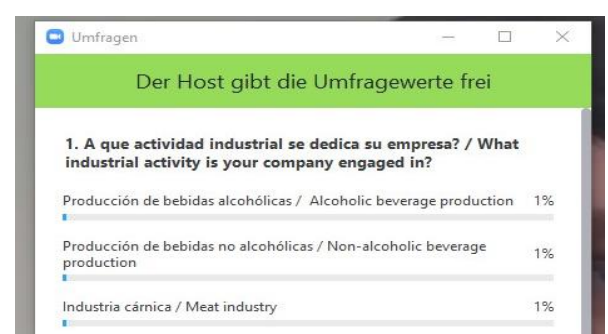 Umfragen
Der Host gibt die Umfragewerte frei
1. A que actividad industrial se dedica su empresa? / What
industrial activity is your company engaged in?
Producción de bebidas alcohólicas / Alcoholic beverage production 1%
Producción de bebidas no alcohólicas / Non-alcoholic beverage
production 1%
Industria cárnica / Meat industry 1%